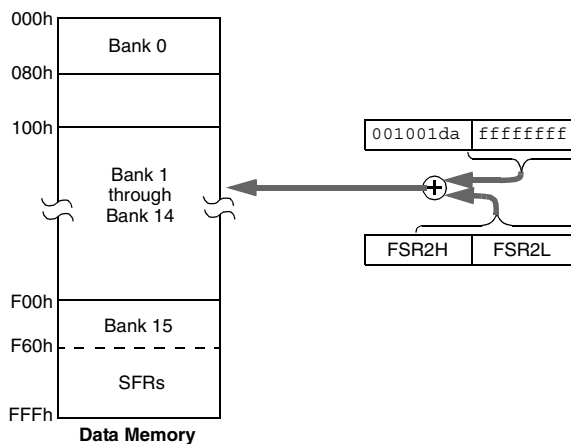 000h
Bank 0
080h
100h
001001da ffffffff
Bank 1
through
Bank 14
FSR2H FSR2L
F00h
Bank 15
F60h
SFRs
FFFh
Data Memory